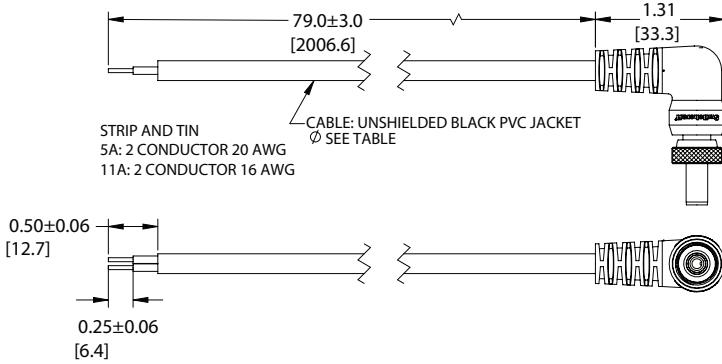 79.0±3.0
[2006.6]
1.31
[33.3]
STRIP AND TIN
5A: 2 CONDUCTOR 20 AWG
11A: 2 CONDUCTOR 16 AWG
CABLE: UNSHIELDED BLACK PVC JACKET
Ø SEE TABLE
0.50±0.06
[12.7]
0.25±0.06
[6.4]